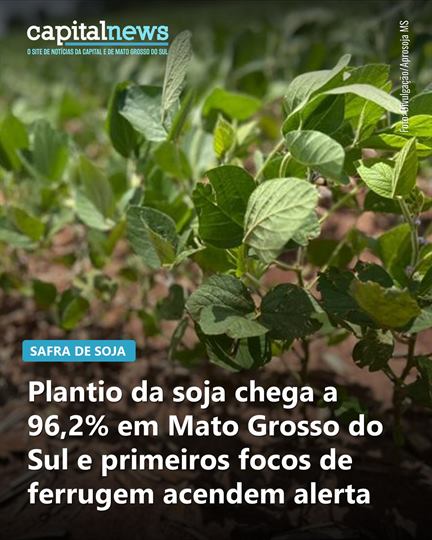 capitalnews
O SITE DE NOTÍCIAS DA CAPITAL E DE MATO GROSSO DO SUL
Foto: Divulgação/Aprosoja MS
SAFRA DE SOJA
Plantio da soja chega a
96,2% em Mato Grosso do
Sul e primeiros focos de
ferrugem acendem alerta